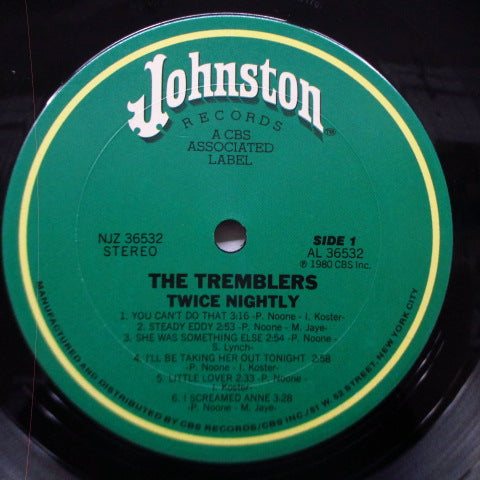 Johnston TM
RECORDS
A CBS
ASSOCIATED
LABEL
NJZ 36532
STEREO
SIDE 1
AL 36532
℗ 1980 CBS Inc.
THE TREMBLERS
TWICE NIGHTLY
1. YOU CAN'T DO THAT 3:16 -P. Noone - I. Koster-
2. STEADY EDDY 2:53 -P. Noone - M. Jaye-
3. SHE WAS SOMETHING ELSE 2:54 -P. Noone -
S. Lynch-
4. I'LL BE TAKING HER OUT TONIGHT 2:58
-P. Noone - I. Koster-
5. LITTLE LOVER 2:33 -P. Noone -
I. Koster-
6. I SCREAMED ANNE 3:28
-P. Noone - M. Jaye-
MANUFACTURED AND DISTRIBUTED BY CBS RECORDS/CBS INC./51 W. 52 STREET, NEW YORK CITY